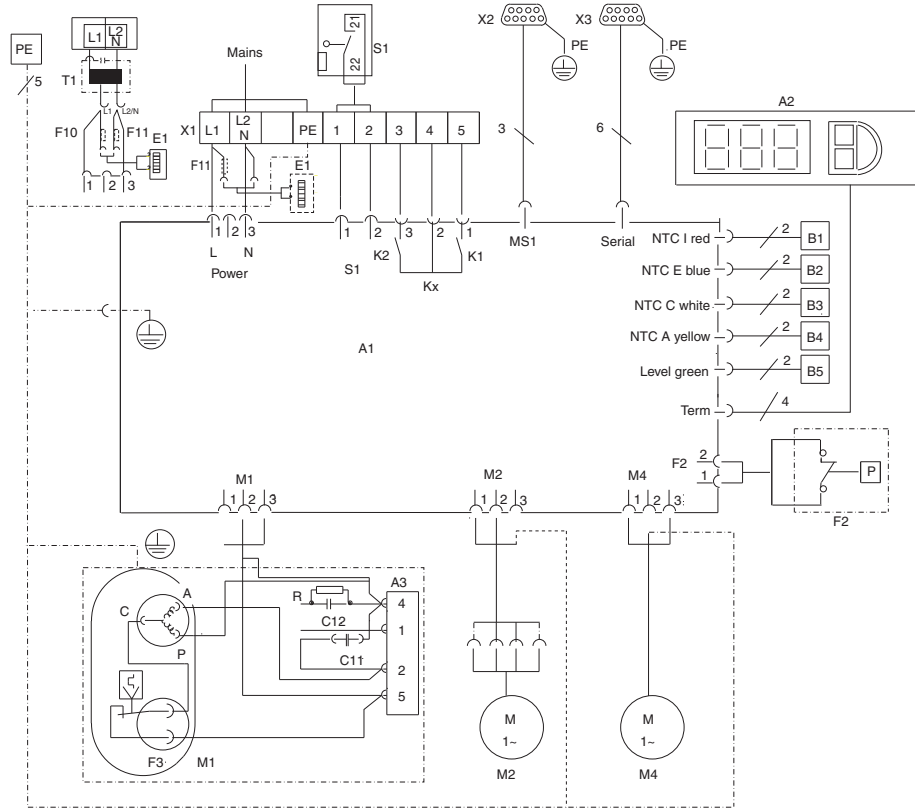 X2
X3
PE
PE
PE
5
L1
L2
N
T1
L1
L2/N
F10
F11
E1
1 2 3
Mains
21
22
S1
3
6
A2
X1
L1
L2
N
PE
1
2
3
4
5
F11
E1
1 2 3
L N
Power
1 2
S1
3 2 1
K2
K1
Kx
MS1
Serial
NTC I red
2
B1
NTC E blue
2
B2
NTC C white
2
B3
NTC A yellow
2
B4
Level green
2
B5
Term
4
A1
F2
2
1
P
F2
M1
1 2 3
M2
1 2 3
M4
1 2 3
A
C
P
R
C12
C11
A3
4
1
2
5
F3
M1
M
1~
M2
M
1~
M4